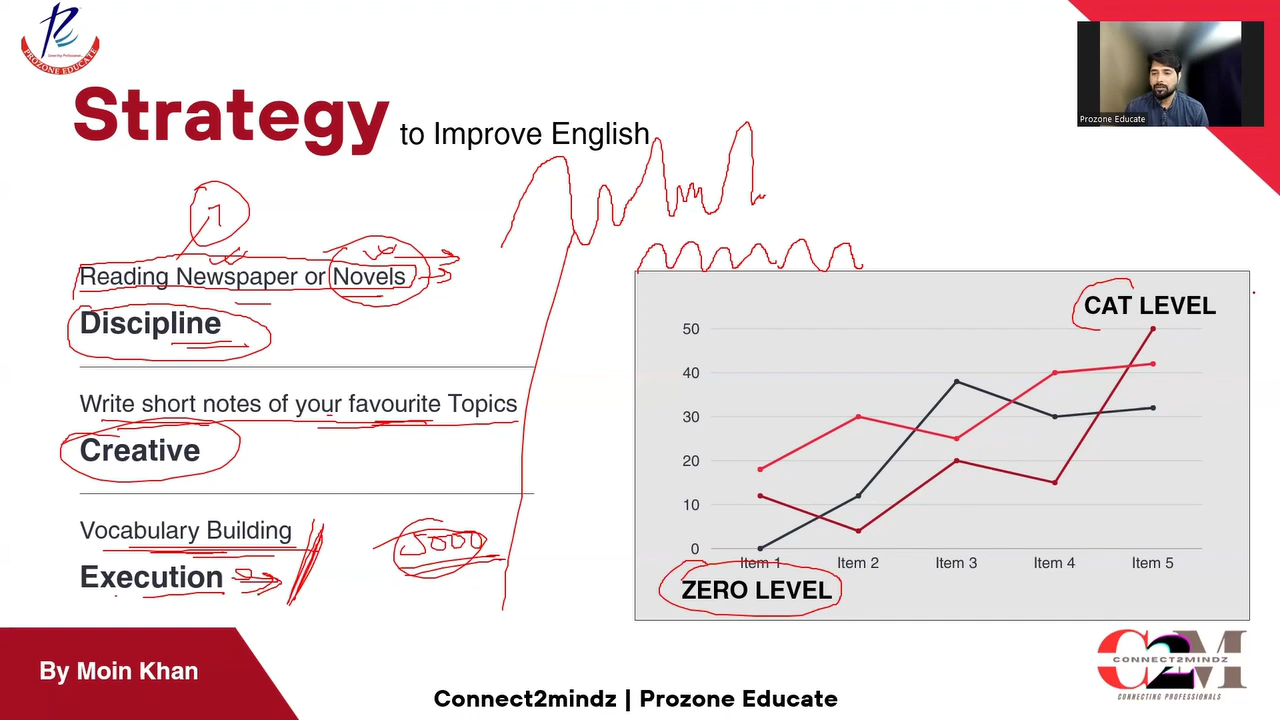 PROZONE EDUCATE
Strategy to Improve English
Prozone Educate
7
Reading Newspaper or Novels
Discipline
Write short notes of your favourite Topics
Creative
Vocabulary Building
5000
Execution
CAT LEVEL
50
40
30
20
10
0
Item 1 Item 2 Item 3 Item 4 Item 5
ZERO LEVEL
By Moin Khan
Connect2mindz | Prozone Educate
C2M
CONNECT2MINDZ
CONNECTING PROFESSIONALS